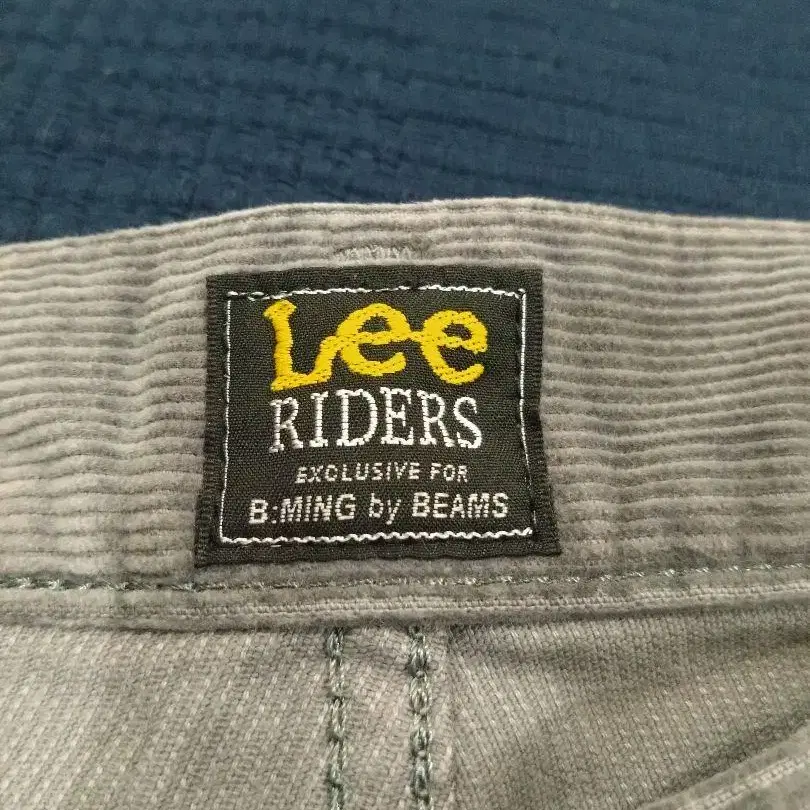 Lee
RIDERS
EXCLUSIVE FOR
B:MING by BEAMS